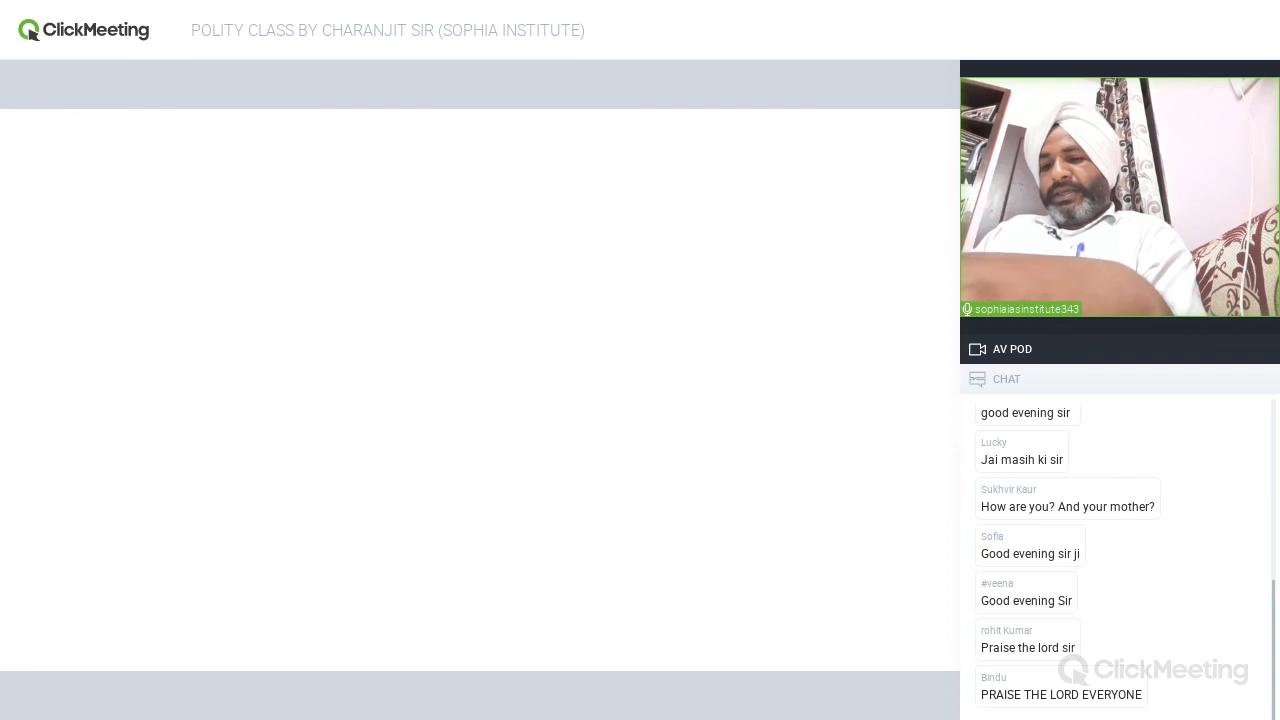 ClickMeeting
POLITY CLASS BY CHARANJIT SIR (SOPHIA INSTITUTE)
sophiaiasinstitute343
AV POD
CHAT
good evening sir
Lucky
Jai masih ki sir
Sukhvir Kaur
How are you? And your mother?
Sofia
Good evening sir ji
#veena
Good evening Sir
rohit Kumar
Praise the lord sir
ClickMeeting
Bindu
PRAISE THE LORD EVERYONE